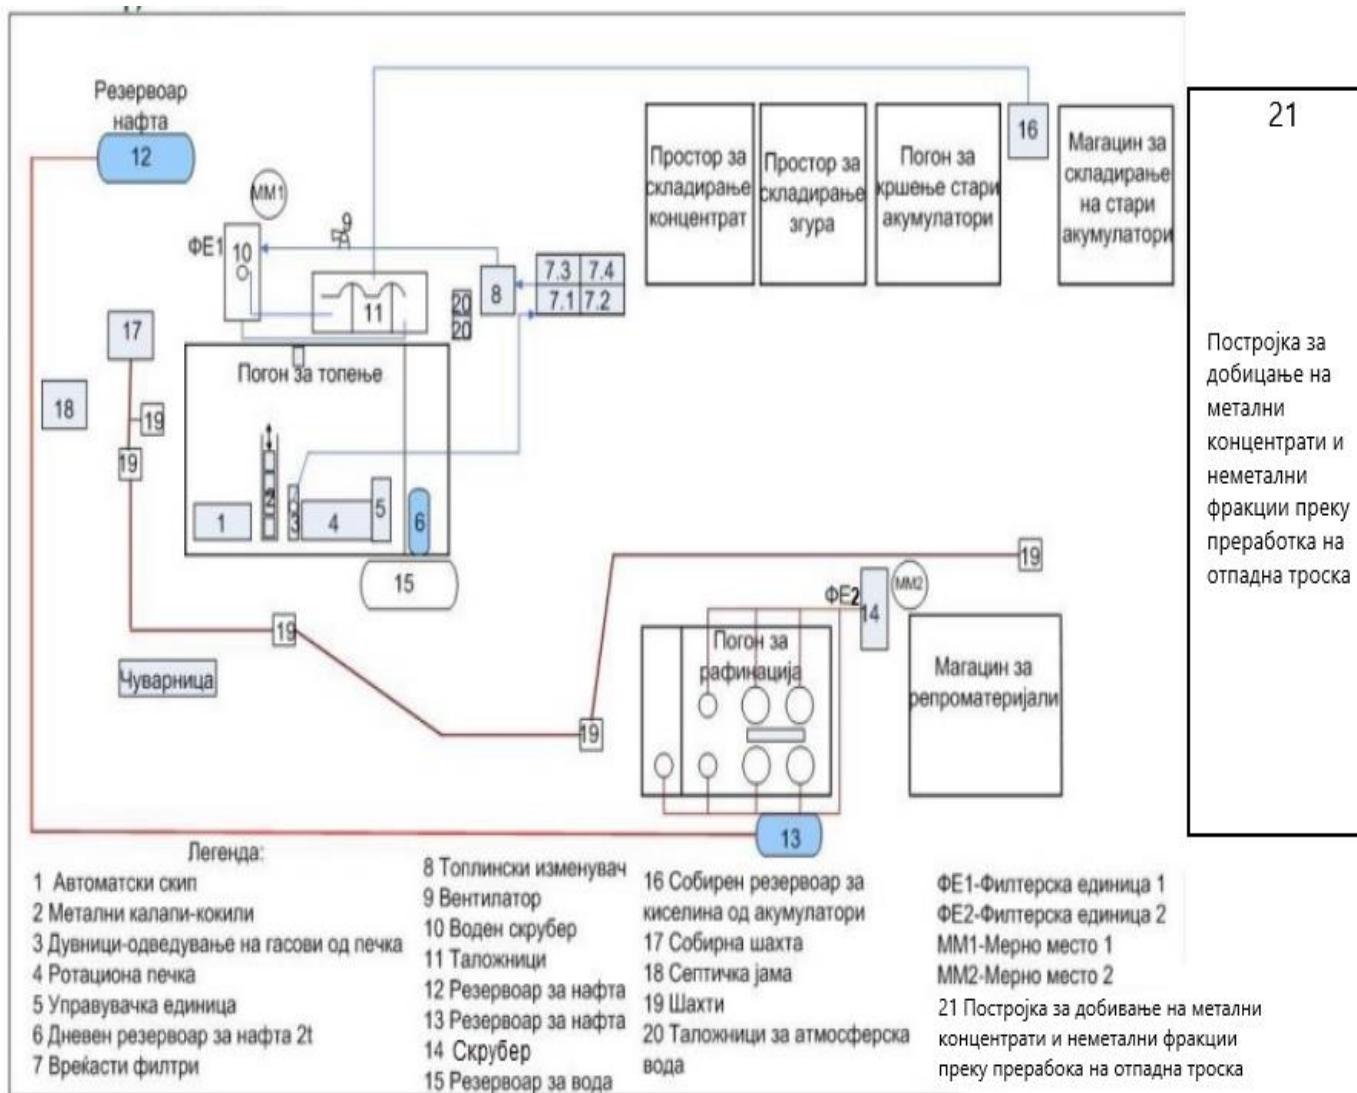 Резервоар
нафта
12
ММ1
ФЕ1
10
9
11
8
20
20
7.3
7.4
7.1
7.2
Простор за
складирање
концентрат
Простор за
складирање
згура
Погон за
кршење стари
акумулатори
16
Магацин за
складирање
на стари
акумулатори
21
Постројка за
добицање на
метални
концентрати и
неметални
фракции преку
преработка на
отпадна троска
17
18
19
19
Погон за топење
1
2
3
4
5
6
15
19
19
19
Чуварница
ФЕ2
14
ММ2
Погон за
рафинација
Магацин за
репроматеријали
13
Легенда:
1 Автоматски скип
2 Метални калапи-кокили
3 Дувници-одведување на гасови од печка
4 Ротациона печка
5 Управувачка единица
6 Дневен резервоар за нафта 2t
7 Вреќасти филтри
8 Топлински изменувач
9 Вентилатор
10 Воден скрубер
11 Таложници
12 Резервоар за нафта
13 Резервоар за нафта
14 Скрубер
15 Резервоар за вода
16 Собирен резервоар за
киселина од акумулатори
17 Собирна шахта
18 Септичка јама
19 Шахти
20 Таложници за атмосферска
вода
ФЕ1-Филтерска единица 1
ФЕ2-Филтерска единица 2
ММ1-Мерно место 1
ММ2-Мерно место 2
21 Постројка за добивање на метални
концентрати и неметални фракции
преку прерабока на отпадна троска